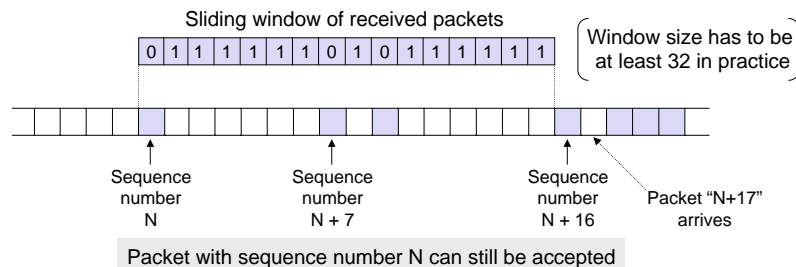 Sliding window of received packets
0 1 1 1 1 1 1 0 1 0 1 1 1 1 1 1
Window size has to be
at least 32 in practice
Sequence
number
N
Sequence
number
N + 7
Sequence
number
N + 16
Packet “N+17”
arrives
Packet with sequence number N can still be accepted